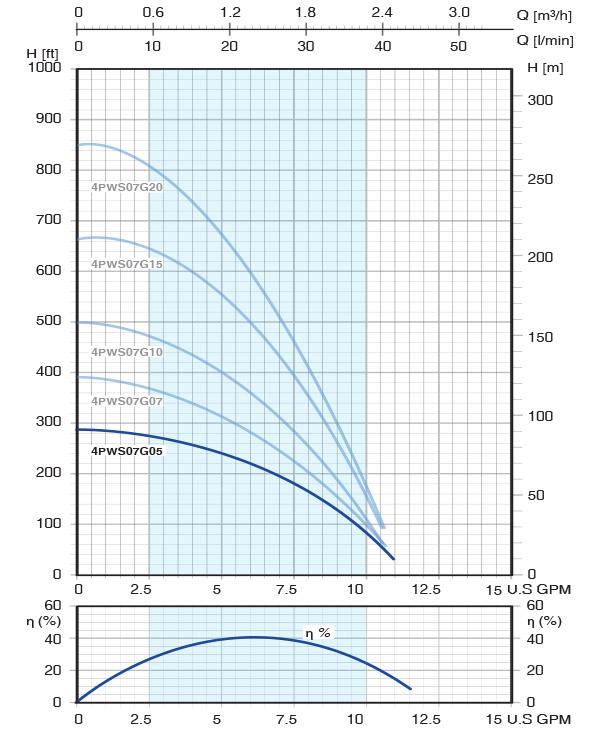 0 0.6 1.2 1.8 2.4 3.0 Q [m³/h]
0 10 20 30 40 50 Q [l/min]
H [ft] H [m]
1000
300
900
4PWS07G20
800
250
700
4PWS07G15
600
200
500
4PWS07G10
150
400
4PWS07G07
300
100
4PWS07G05
200
50
100
0 0
0 2.5 5 7.5 10 12.5 15 U.S GPM
60 60
η (%) η % η (%)
40 40
20 20
0 0
0 2.5 5 7.5 10 12.5 15 U.S GPM